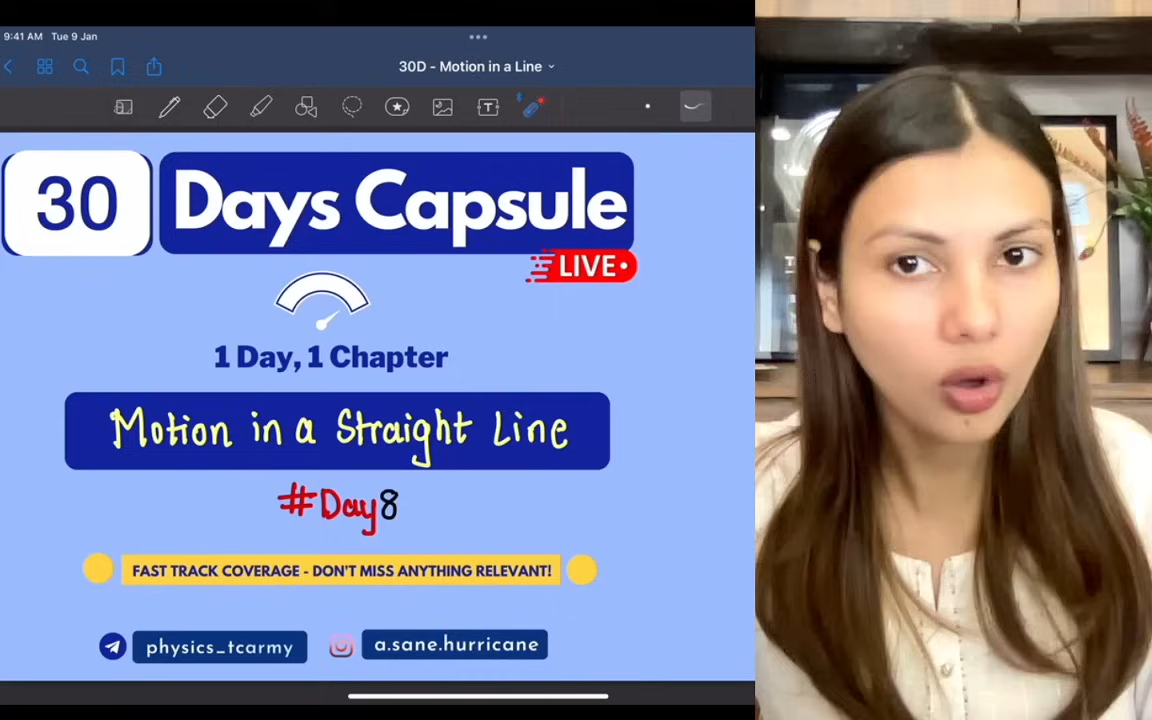 9:41 AM Tue 9 Jan
30D - Motion in a Line
30 Days Capsule
LIVE
1 Day, 1 Chapter
Motion in a Straight Line
#Day8
FAST TRACK COVERAGE - DON'T MISS ANYTHING RELEVANT!
physics_tcarmy
a.sane.hurricane